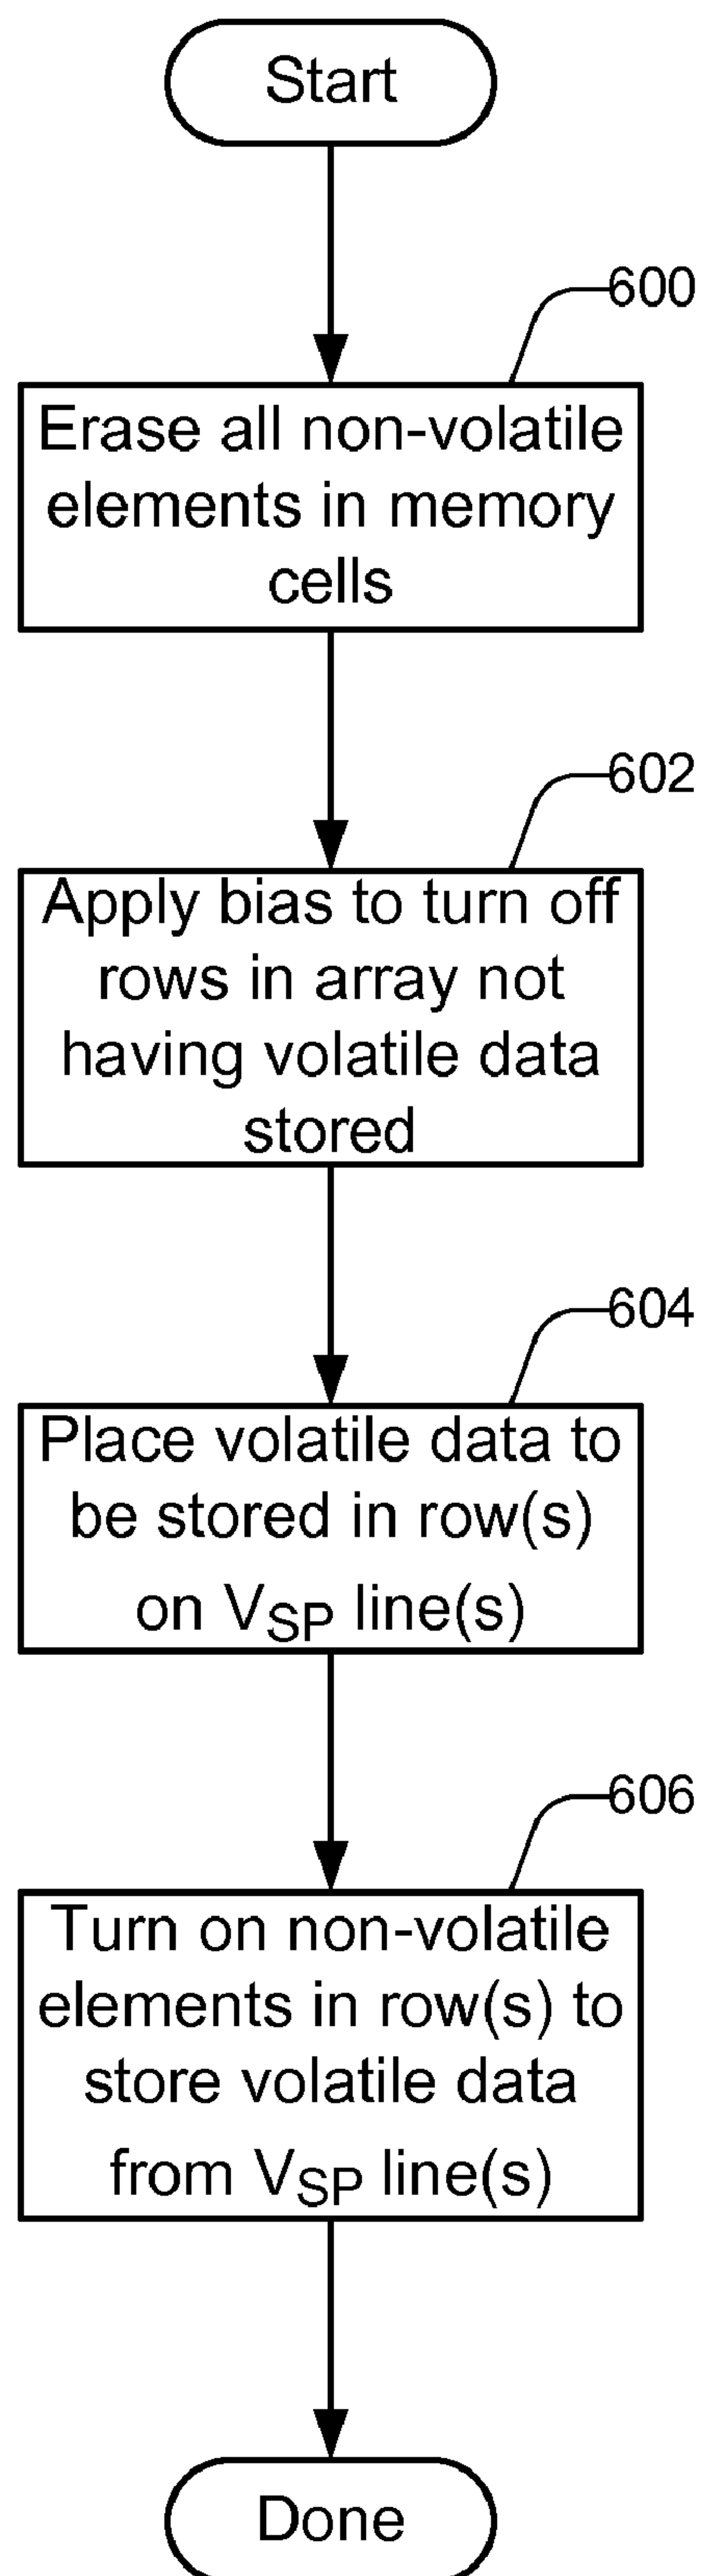 Start
600
Erase all non-volatile
elements in memory
cells
602
Apply bias to turn off
rows in array not
having volatile data
stored
604
Place volatile data to
be stored in row(s)
on VSP line(s)
606
Turn on non-volatile
elements in row(s) to
store volatile data
from VSP line(s)
Done